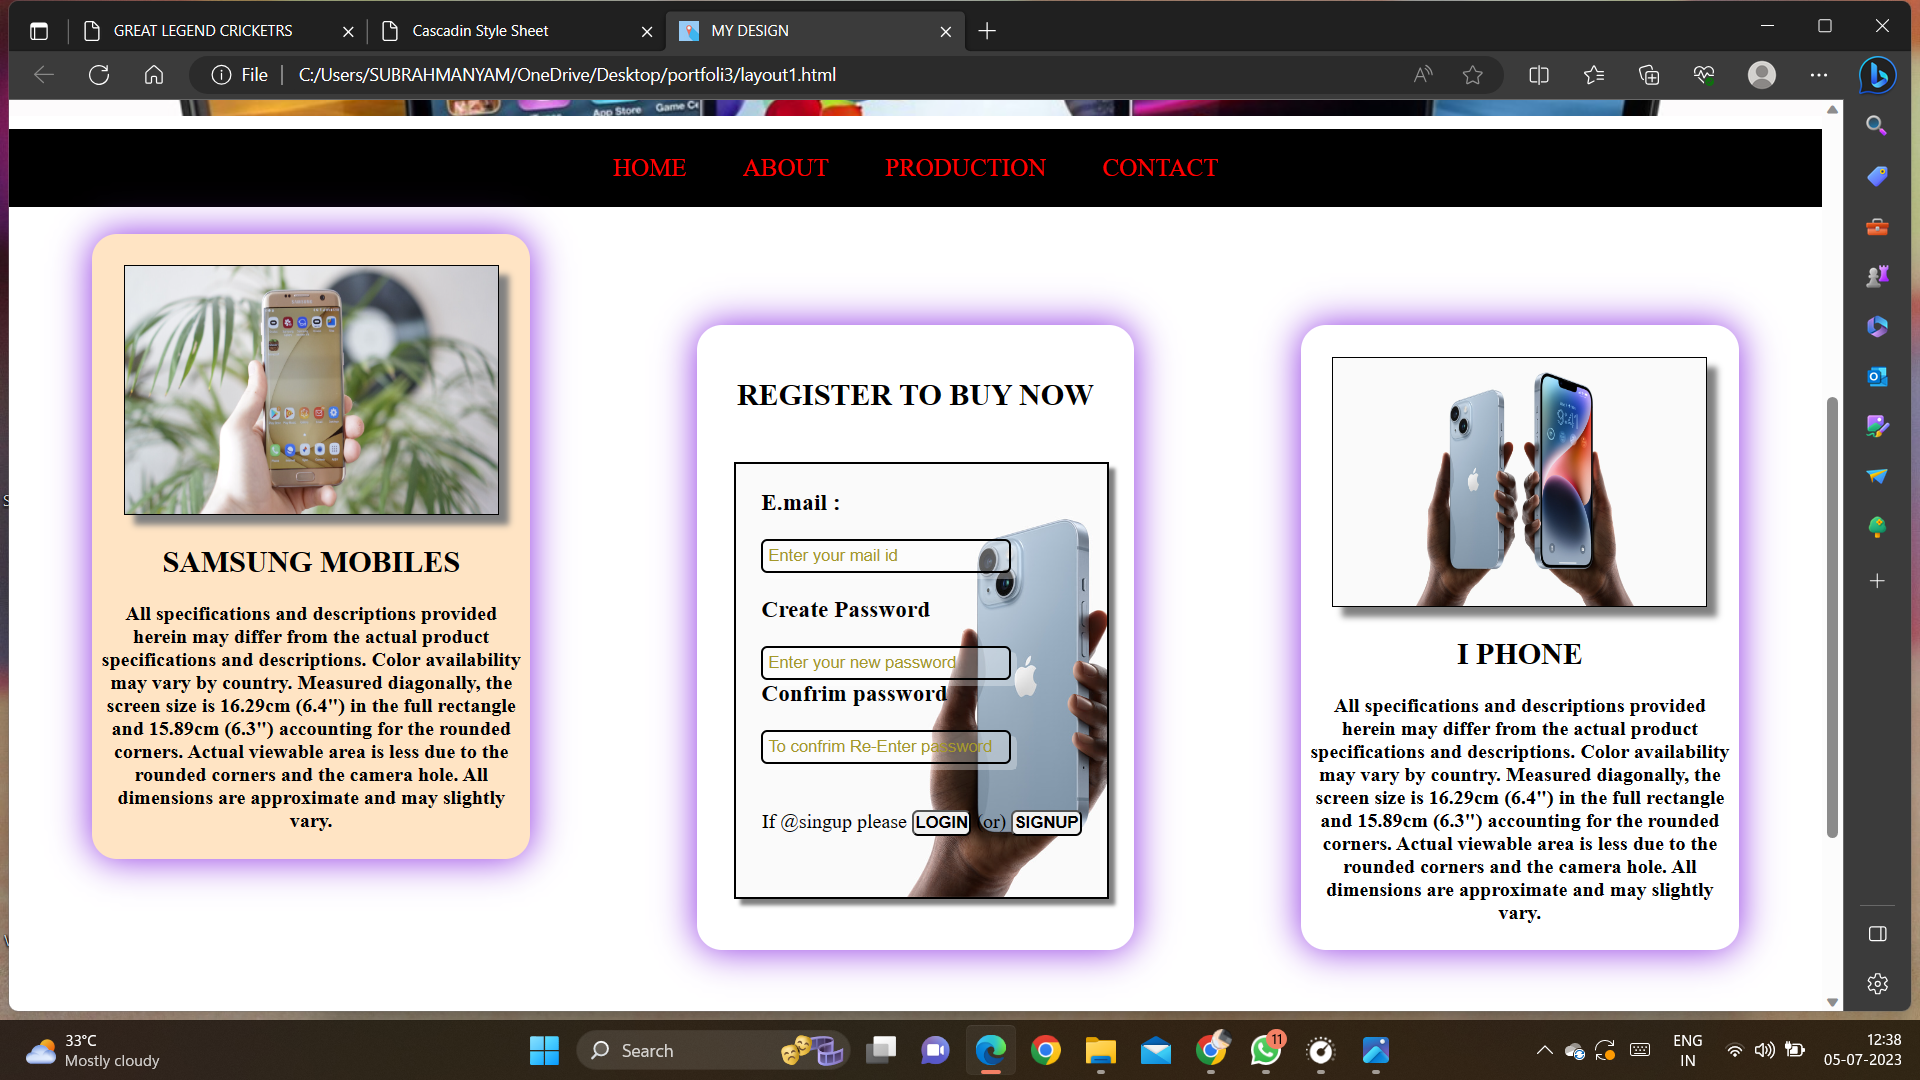 GREAT LEGEND CRICKETRS
Cascadin Style Sheet
MY DESIGN
File
C:/Users/SUBRAHMANYAM/OneDrive/Desktop/portfoli3/layout1.html
App Store
HOME
ABOUT
PRODUCTION
CONTACT
SAMSUNG MOBILES
All specifications and descriptions provided
herein may differ from the actual product
specifications and descriptions. Color availability
may vary by country. Measured diagonally, the
screen size is 16.29cm (6.4") in the full rectangle
and 15.89cm (6.3") accounting for the rounded
corners. Actual viewable area is less due to the
rounded corners and the camera hole. All
dimensions are approximate and may slightly
vary.
REGISTER TO BUY NOW
E.mail :
Enter your mail id
Create Password
Enter your new password
Confrim password
To confrim Re-Enter password
If @singup please LOGIN (or) SIGNUP
9:41
I PHONE
All specifications and descriptions provided
herein may differ from the actual product
specifications and descriptions. Color availability
may vary by country. Measured diagonally, the
screen size is 16.29cm (6.4") in the full rectangle
and 15.89cm (6.3") accounting for the rounded
corners. Actual viewable area is less due to the
rounded corners and the camera hole. All
dimensions are approximate and may slightly
vary.
33°C
Mostly cloudy
Search
11
ENG
IN
12:38
05-07-2023